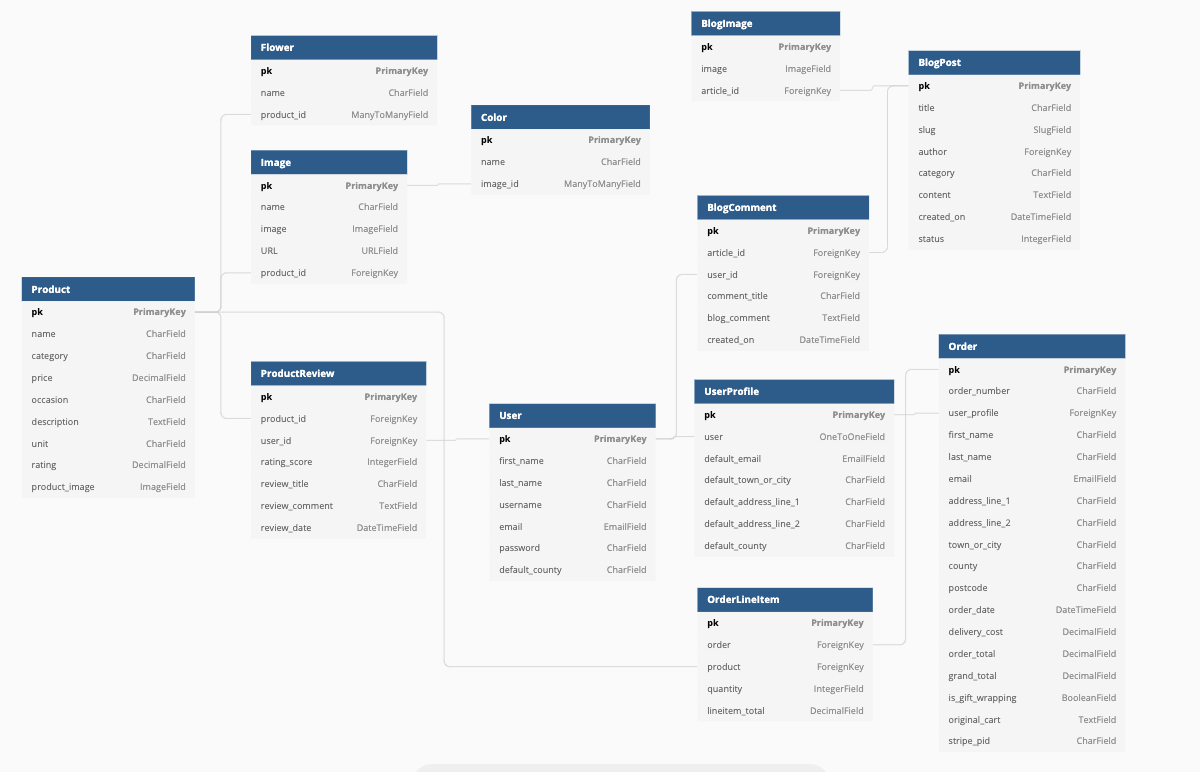 BlogImage
pk PrimaryKey
image ImageField
article_id ForeignKey
Flower
pk PrimaryKey
name CharField
product_id ManyToManyField
BlogPost
pk PrimaryKey
title CharField
slug SlugField
author ForeignKey
category CharField
content TextField
created_on DateTimeField
status IntegerField
Color
pk PrimaryKey
name CharField
image_id ManyToManyField
Image
pk PrimaryKey
name CharField
image ImageField
URL URLField
product_id ForeignKey
BlogComment
pk PrimaryKey
article_id ForeignKey
user_id ForeignKey
comment_title CharField
blog_comment TextField
created_on DateTimeField
Product
pk PrimaryKey
name CharField
category CharField
price DecimalField
occasion CharField
description TextField
unit CharField
rating DecimalField
product_image ImageField
ProductReview
pk PrimaryKey
product_id ForeignKey
user_id ForeignKey
rating_score IntegerField
review_title CharField
review_comment TextField
review_date DateTimeField
User
pk PrimaryKey
first_name CharField
last_name CharField
username CharField
email EmailField
password CharField
default_county CharField
UserProfile
pk PrimaryKey
user OneToOneField
default_email EmailField
default_town_or_city CharField
default_address_line_1 CharField
default_address_line_2 CharField
default_county CharField
Order
pk PrimaryKey
order_number CharField
user_profile ForeignKey
first_name CharField
last_name CharField
email EmailField
address_line_1 CharField
address_line_2 CharField
town_or_city CharField
county CharField
postcode CharField
order_date DateTimeField
delivery_cost DecimalField
order_total DecimalField
grand_total DecimalField
is_gift_wrapping BooleanField
original_cart TextField
stripe_pid CharField
OrderLineItem
pk PrimaryKey
order ForeignKey
product ForeignKey
quantity IntegerField
lineitem_total DecimalField